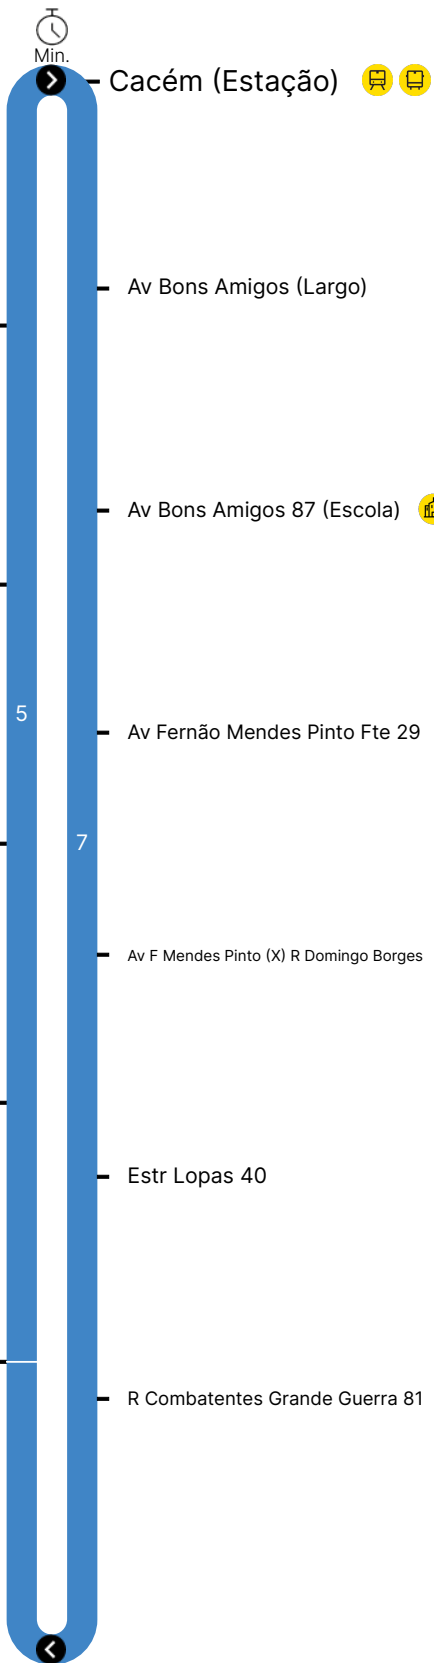 Min.
Cacém (Estação)
Av Bons Amigos (Largo)
Av Bons Amigos 87 (Escola)
5
Av Fernão Mendes Pinto Fte 29
7
Av F Mendes Pinto (X) R Domingo Borges
Estr Lopas 40
R Combatentes Grande Guerra 81